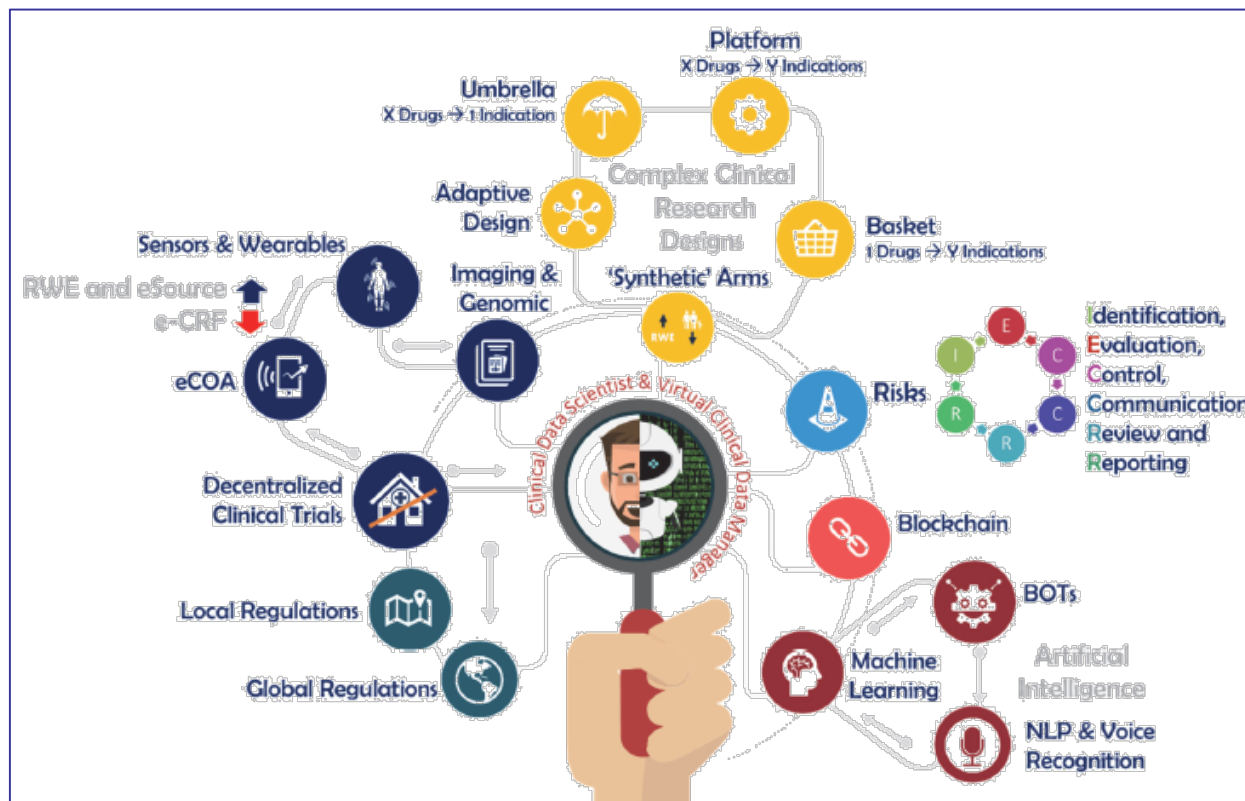 Platform
X Drugs → Y Indications
Umbrella
X Drugs → 1 Indication
Complex Clinical
Research
Designs
Adaptive
Design
Basket
1 Drugs → Y Indications
Sensors & Wearables
RWE and eSource
e-CRF
Imaging &
Genomic
'Synthetic' Arms
RWE
eCOA
Risks
I
E
C
C
R
R
Identification,
Evaluation,
Control,
Communication
Review and
Reporting
Clinical Data Scientist & Virtual Clinical Data Manager
Decentralized
Clinical Trials
Blockchain
Local Regulations
Global Regulations
BOTs
Machine
Learning
Artificial
Intelligence
NLP & Voice
Recognition